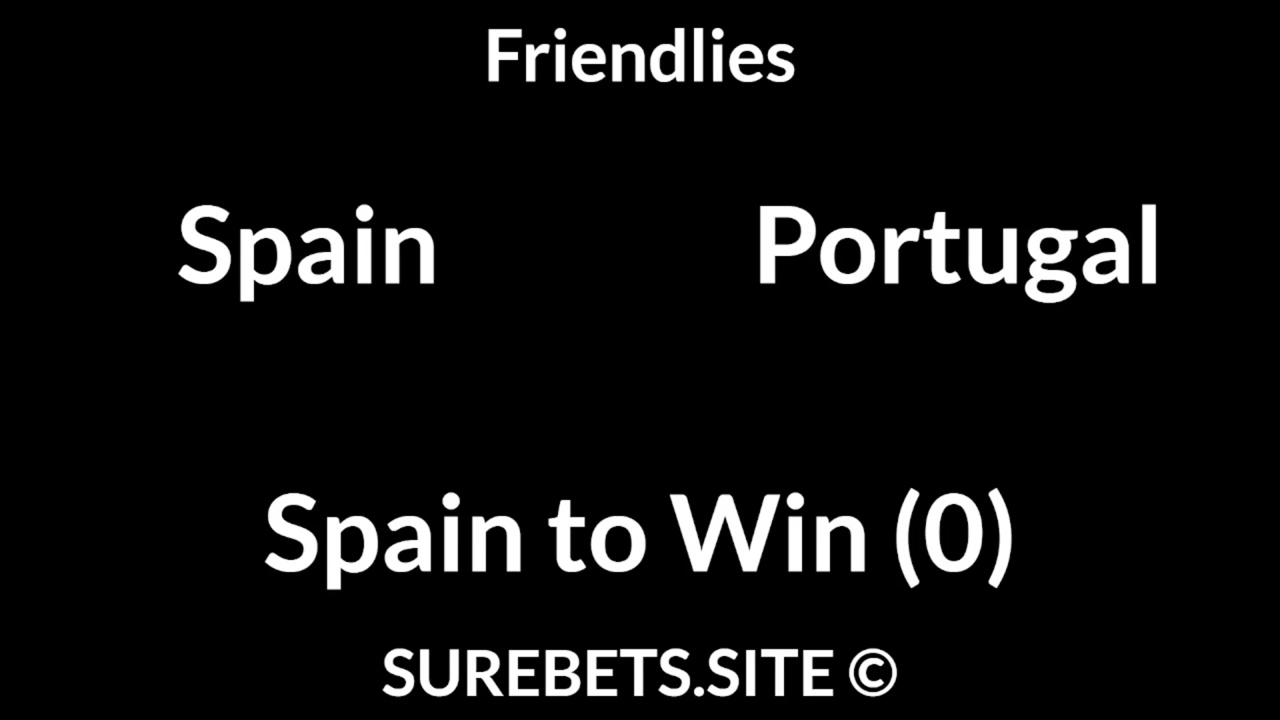 Friendlies
Spain Portugal
Spain to Win (0)
SUREBETS.SITE ©